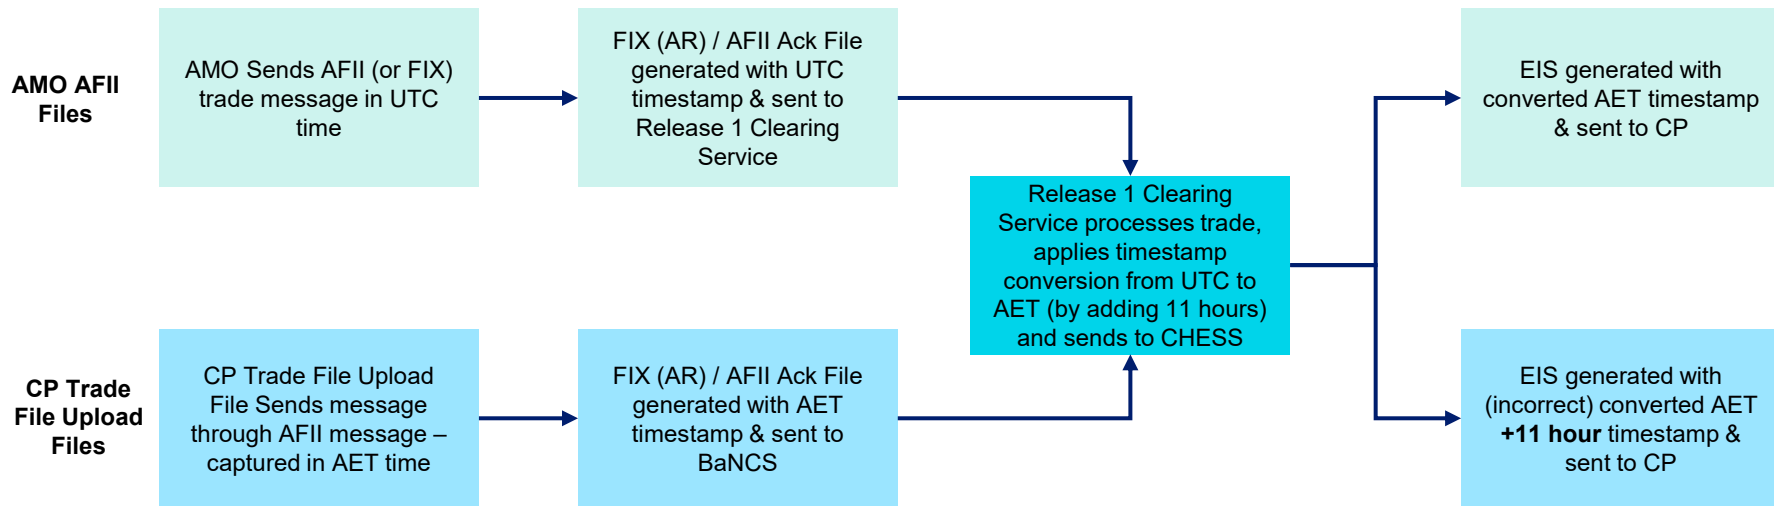 AMO AFII
Files
AMO Sends AFII (or FIX)
trade message in UTC
time
FIX (AR) / AFII Ack File
generated with UTC
timestamp & sent to
Release 1 Clearing
Service
EIS generated with
converted AET timestamp
& sent to CP
Release 1 Clearing
Service processes trade,
applies timestamp
conversion from UTC to
AET (by adding 11 hours)
and sends to CHESS
CP Trade
File Upload
Files
CP Trade File Upload
File Sends message
through AFII message –
captured in AET time
FIX (AR) / AFII Ack File
generated with AET
timestamp & sent to
BaNCS
EIS generated with
(incorrect) converted AET
+11 hour timestamp &
sent to CP